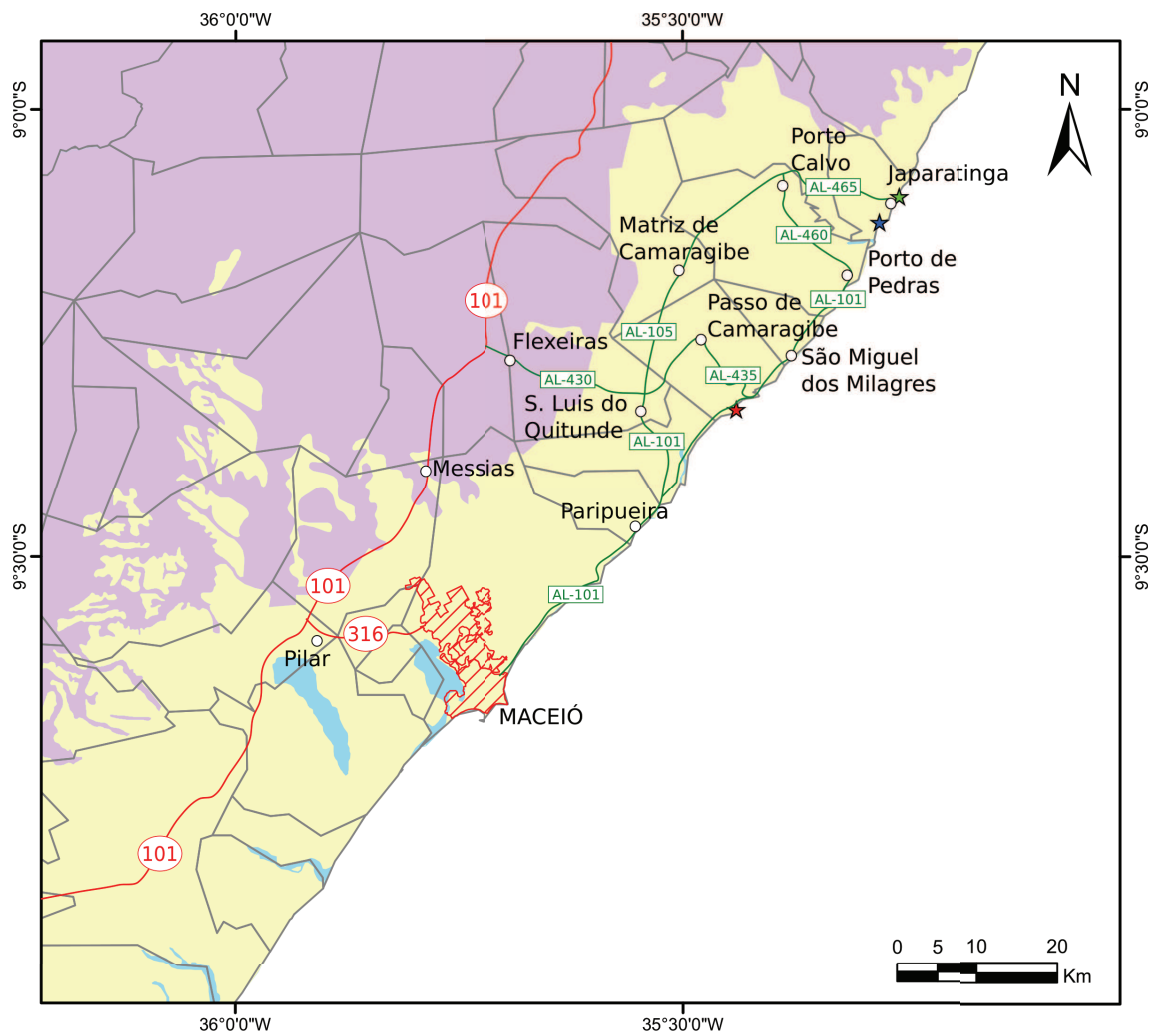 36°0'0"W
35°30'0"W
9°0'0"S
9°0'0"S
N
Porto
Calvo
Japaratinga
AL-465
Matriz de
Camaragibe
AL-460
Porto de
Pedras
101
AL-101
Passo de
Camaragibe
AL-105
Flexeiras
São Miguel
dos Milagres
AL-430
AL-435
S. Luis do
Quitunde
AL-101
Messias
Paripueira
9°30'0"S
9°30'0"S
101
AL-101
316
Pilar
MACEIÓ
101
0 5 10 20
Km
36°0'0"W
35°30'0"W